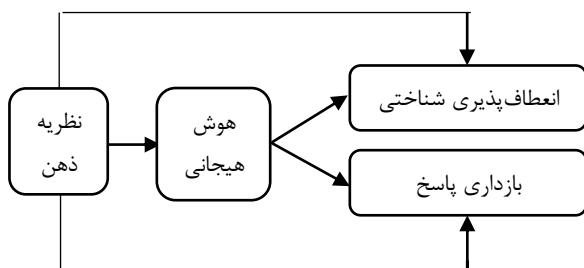 نظریه
ذهن
هوش
هیجانی
انعطاف‌پذیری شناختی
بازداری پاسخ